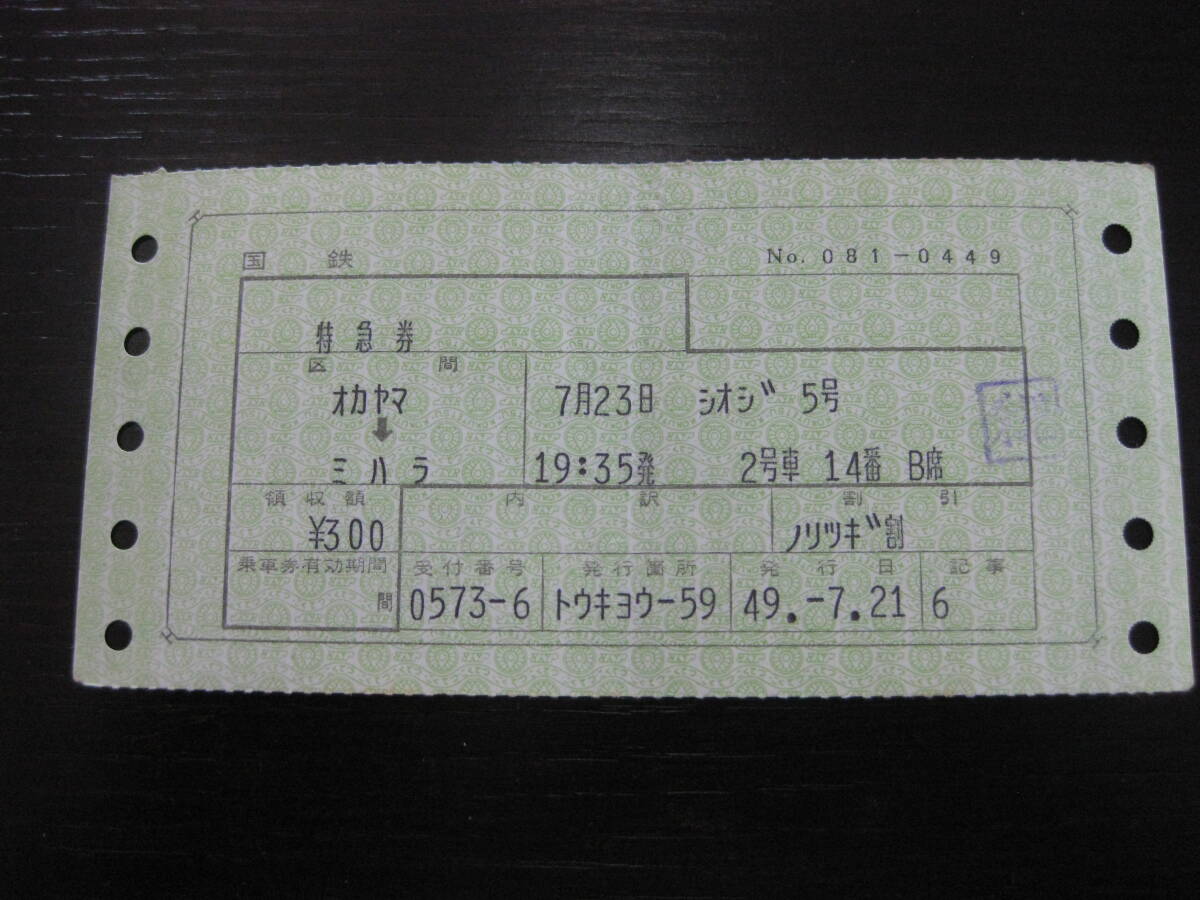 国鉄 No. 081-0449
特急券
区間
オカヤマ 7月23日 シオジ 5号
ミハラ 19:35発 2号車 14番 B席
領収額 内訳 割引
¥300 ノリツギ割
乗車券有効期間 受付番号 発行箇所 発行日 記事
間 0573-6 トウキヨウ-59 49.-7.21 6